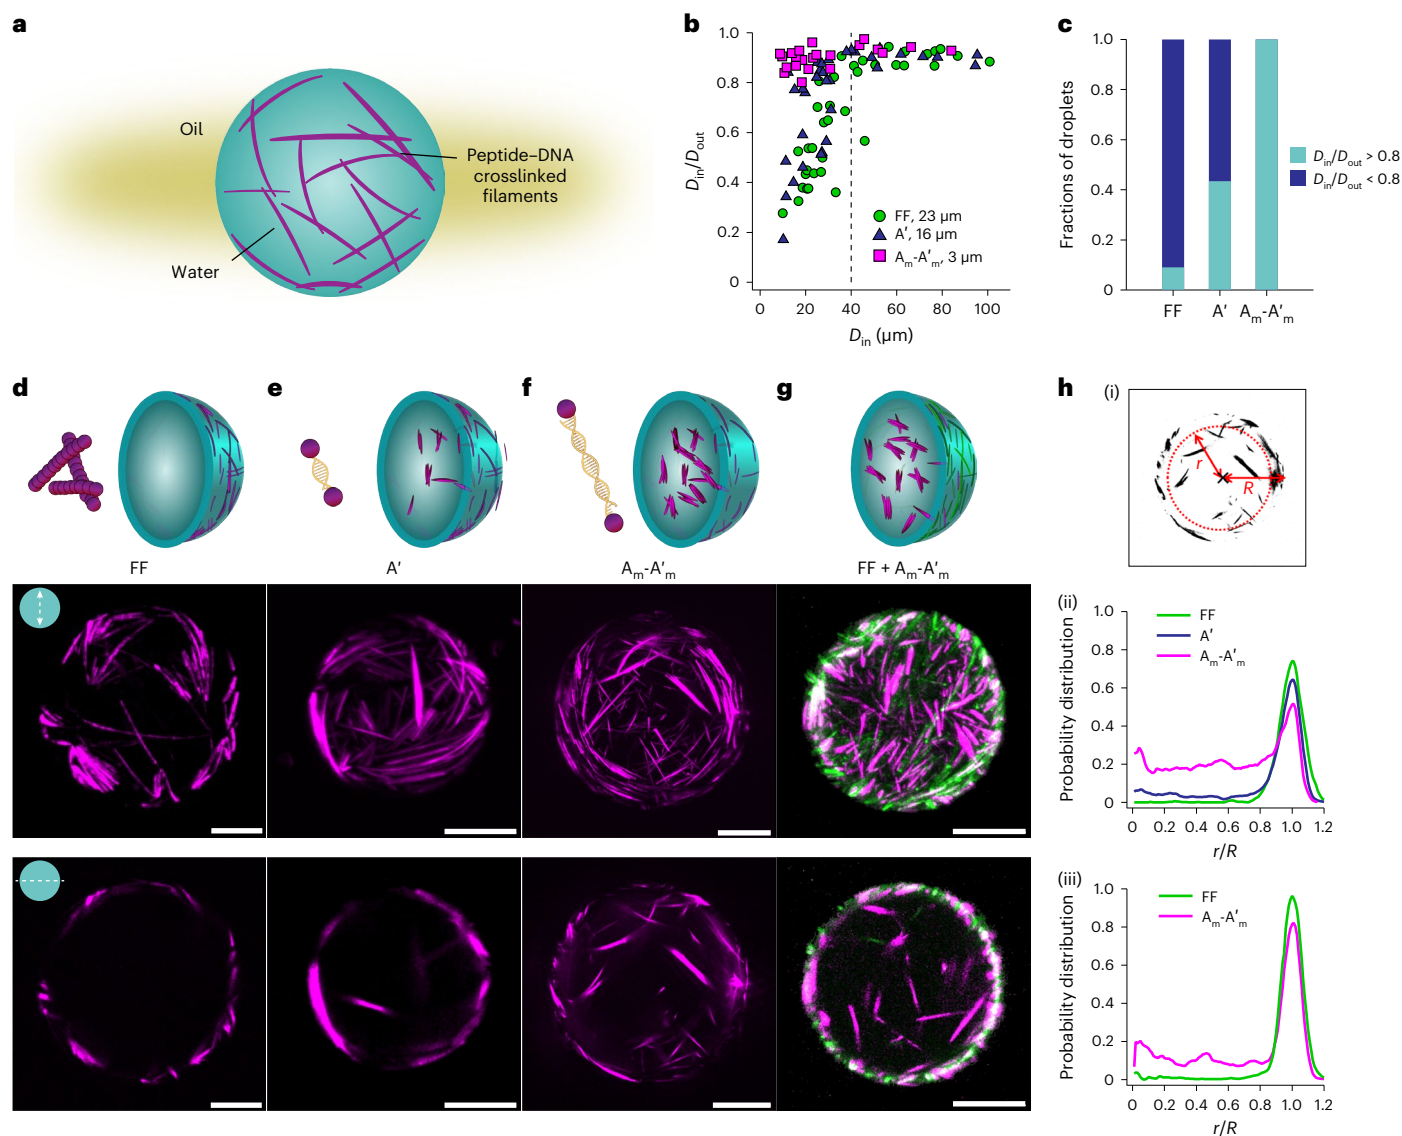 a
Oil
Peptide–DNA
crosslinked
filaments
Water
b
1.0
0.8
0.6
0.4
0.2
0
Din/Dout
FF, 23 µm
A′, 16 µm
Am-A′m, 3 µm
0 20 40 60 80 100
Din (µm)
c
1.0
0.8
0.6
0.4
0.2
0
Fractions of droplets
FF A′ Am-A′m
Din/Dout > 0.8
Din/Dout < 0.8
d
FF
e
A′
f
Am-A′m
g
FF + Am-A′m
h
(i)
r
R
(ii)
1.0
0.8
0.6
0.4
0.2
0
Probability distribution
FF
A′
Am-A′m
0 0.2 0.4 0.6 0.8 1.0 1.2
r/R
(iii)
1.0
0.8
0.6
0.4
0.2
0
Probability distribution
FF
Am-A′m
0 0.2 0.4 0.6 0.8 1.0 1.2
r/R